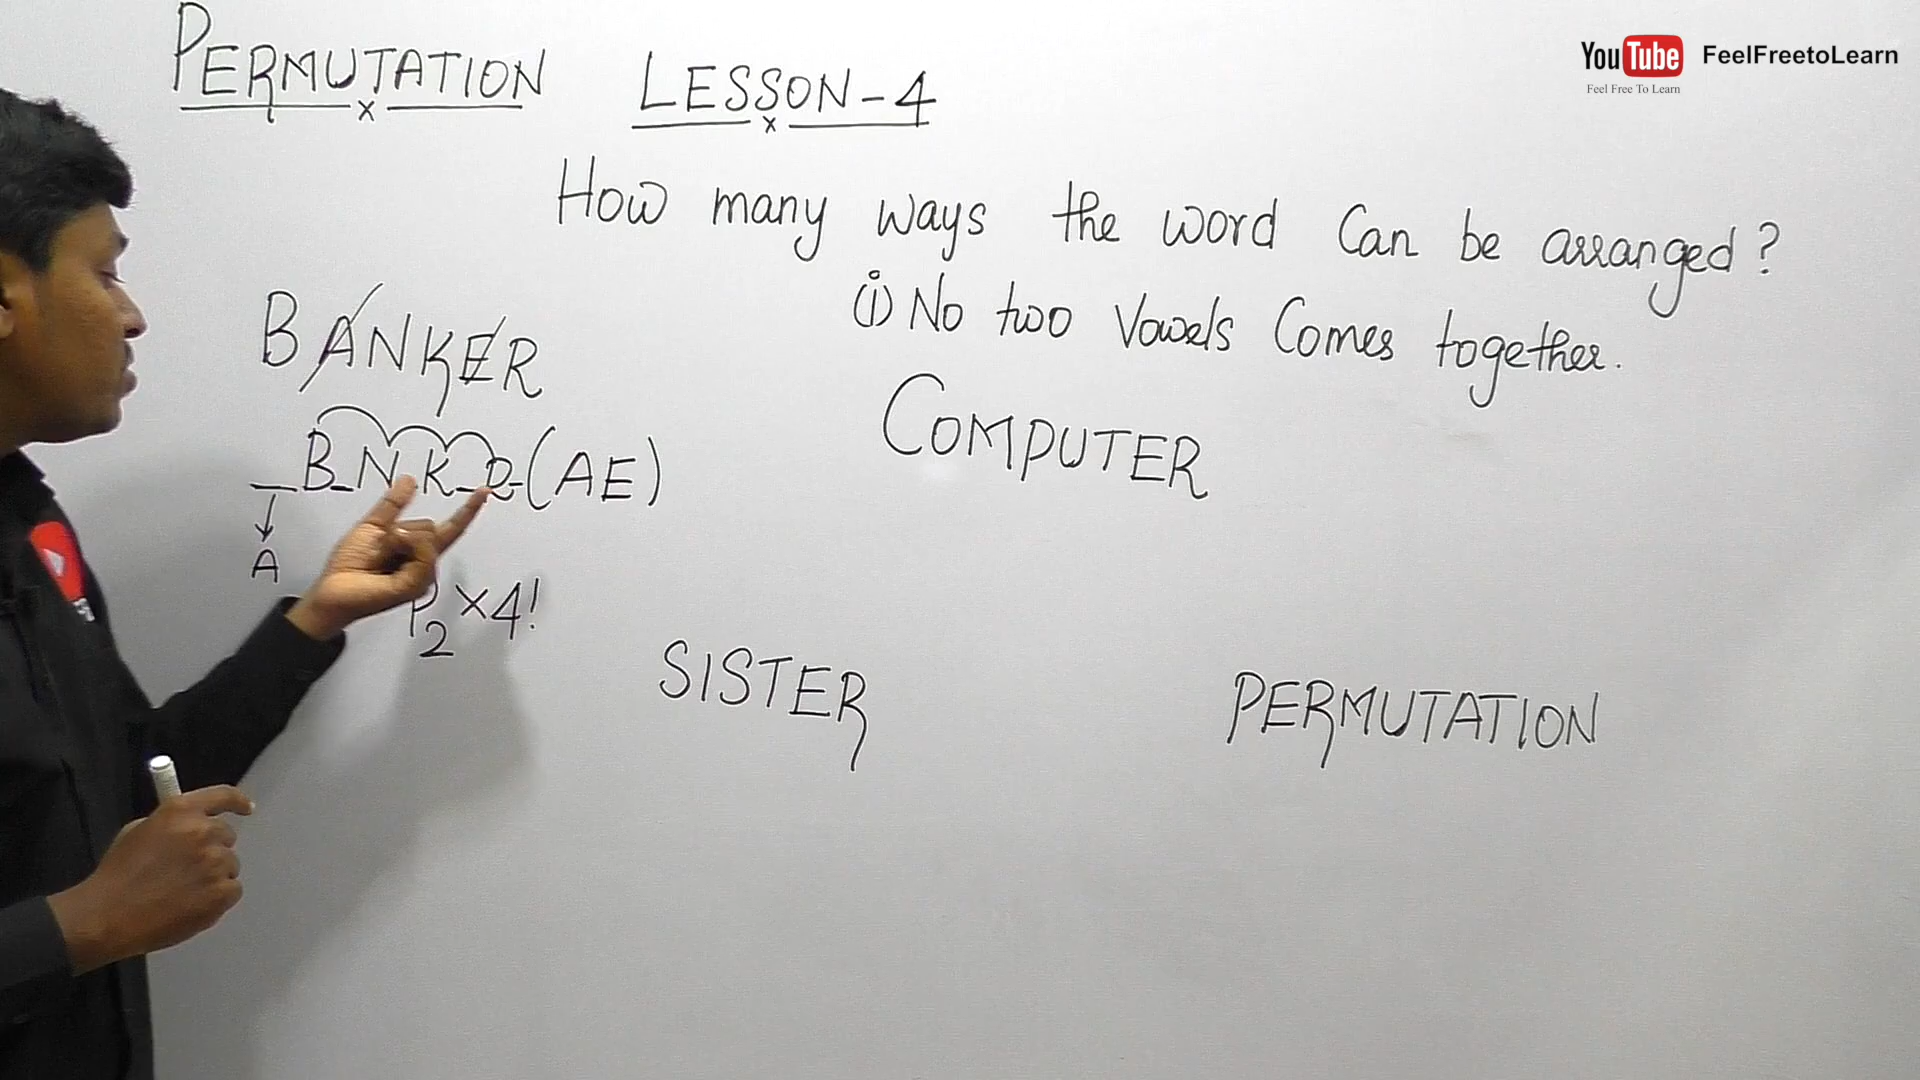 PERMUTATION LESSON-4
YouTube FeelFreetoLearn
Feel Free To Learn
How many ways the word Can be arranged?
(i) No two Vowels Comes together.
BANKER
B N K R (AE)
A
COMPUTER
P2 × 4!
SISTER
PERMUTATION